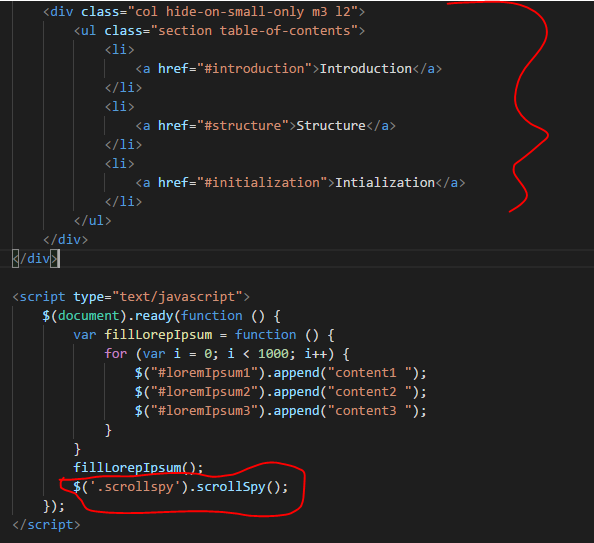 <div class="col hide-on-small-only m3 l2">
<ul class="section table-of-contents">
<li>
<a href="#introduction">Introduction</a>
</li>
<li>
<a href="#structure">Structure</a>
</li>
<li>
<a href="#initialization">Intialization</a>
</li>
</ul>
</div>
</div>
<script type="text/javascript">
$(document).ready(function () {
var fillLorepIpsum = function () {
for (var i = 0; i < 1000; i++) {
$("#loremIpsum1").append("content1 ");
$("#loremIpsum2").append("content2 ");
$("#loremIpsum3").append("content3 ");
}
}
fillLorepIpsum();
$('.scrollspy').scrollSpy();
});
</script>